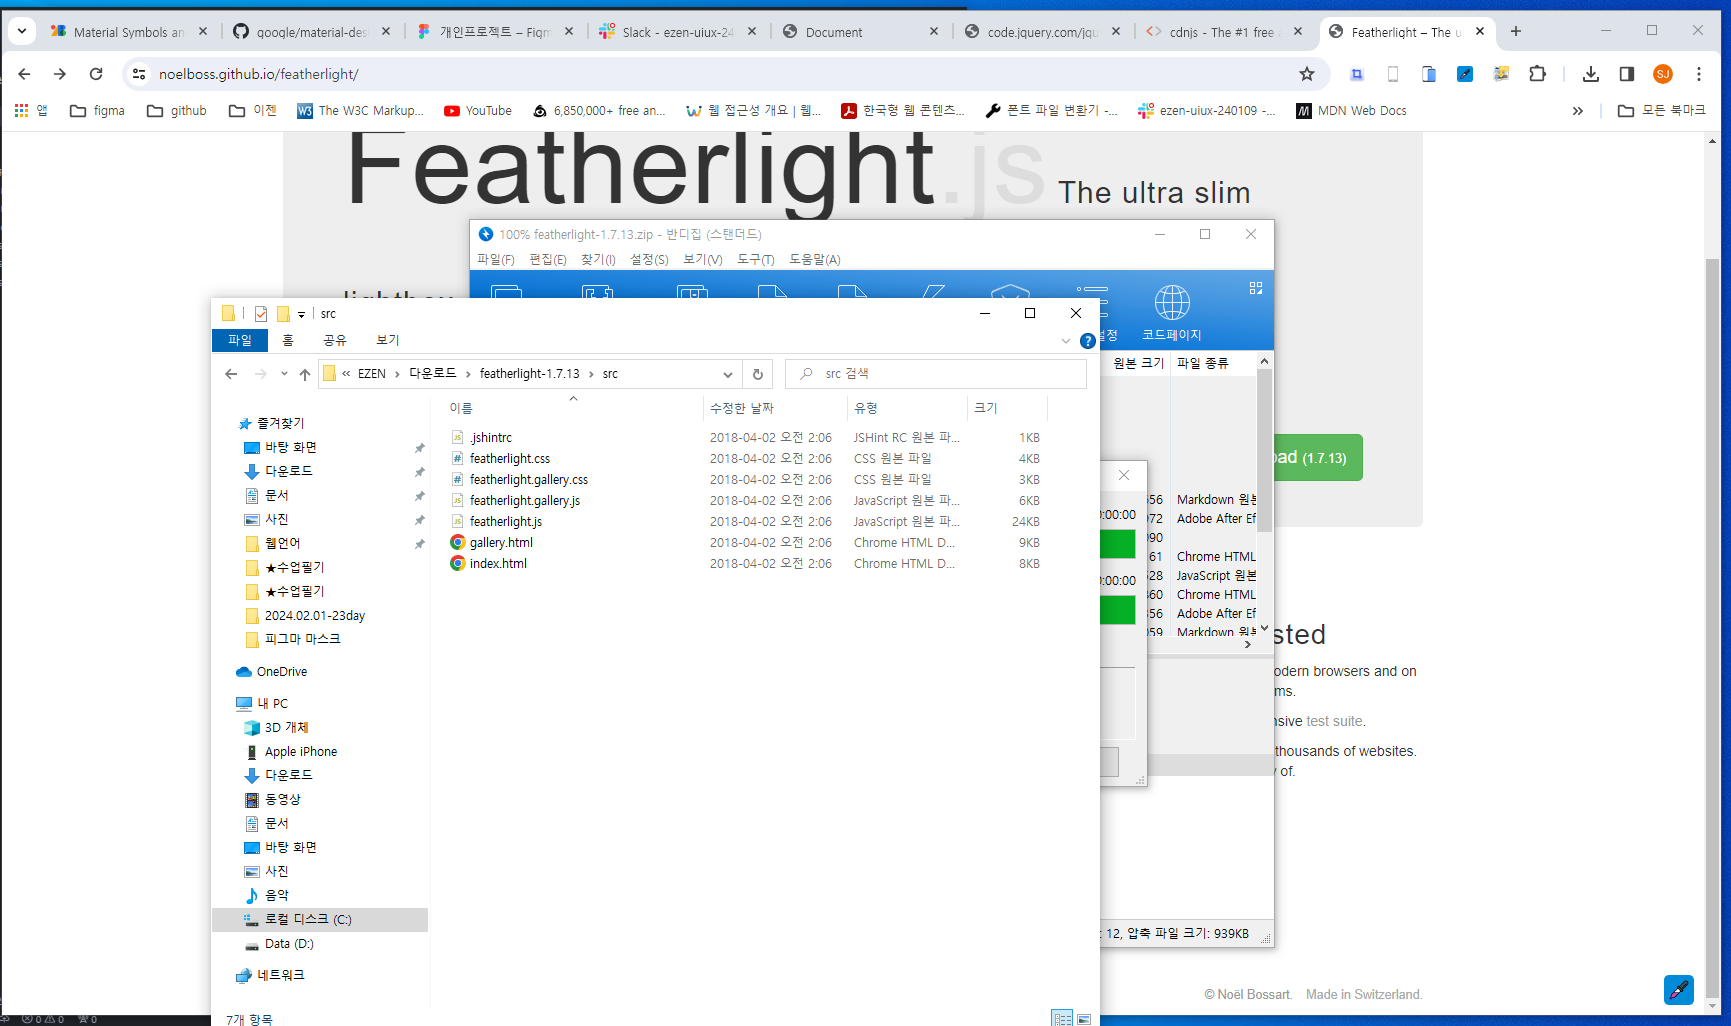 Material Symbols an
google/material-des
개인프로젝트 – Figm
Slack - ezen-uiux-24
Document
code.jquery.com/jqu
cdnjs - The #1 free
Featherlight – The u
noelboss.github.io/featherlight/
SJ
앱
figma
github
이젠
The W3C Markup...
YouTube
6,850,000+ free an...
웹 접근성 개요 | 웹...
한국형 웹 콘텐츠...
폰트 파일 변환기 -...
ezen-uiux-240109 -...
MDN Web Docs
모든 북마크
Featherlight.js The ultra slim
100% featherlight-1.7.13.zip - 반디집 (스탠더드)
파일(F) 편집(E) 찾기(I) 설정(S) 보기(V) 도구(T) 도움말(A)
코드페이지
원본 크기 파일 종류
src
파일 홈 공유 보기
« EZEN › 다운로드 › featherlight-1.7.13 › src
src 검색
이름 수정한 날짜 유형 크기
.jshintrc 2018-04-02 오전 2:06 JSHint RC 원본 파... 1KB
featherlight.css 2018-04-02 오전 2:06 CSS 원본 파일 4KB
featherlight.gallery.css 2018-04-02 오전 2:06 CSS 원본 파일 3KB
featherlight.gallery.js 2018-04-02 오전 2:06 JavaScript 원본 파... 6KB
featherlight.js 2018-04-02 오전 2:06 JavaScript 원본 파... 24KB
gallery.html 2018-04-02 오전 2:06 Chrome HTML D... 9KB
index.html 2018-04-02 오전 2:06 Chrome HTML D... 8KB
즐겨찾기
바탕 화면
다운로드
문서
사진
웹언어
★수업필기
★수업필기
2024.02.01-23day
피그마 마스크
OneDrive
내 PC
3D 개체
Apple iPhone
다운로드
동영상
문서
바탕 화면
사진
음악
로컬 디스크 (C:)
Data (D:)
네트워크
7개 항목
oad (1.7.13)
0:00:00
0:00:00
556 Markdown 원본
972 Adobe After Ef
090
61 Chrome HTML
528 JavaScript 원본
360 Chrome HTML
556 Adobe After Ef
059 Markdown 원본
: 12, 압축 파일 크기: 939KB
sted
odern browsers and on
ms.
nsive test suite.
thousands of websites.
y of.
© Noël Bossart. Made in Switzerland.
0 0 0